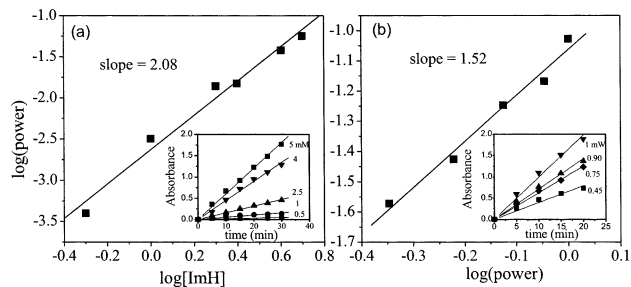 (a)
slope = 2.08
log(power)
-1.0
-1.5
-2.0
-2.5
-3.0
-3.5
-0.4 -0.2 0.0 0.2 0.4 0.6 0.8
log[ImH]
Absorbance
2.0
1.5
1.0
0.5
0.0
0 10 20 30 40
time (min)
5 mM
4
2.5
1
0.5
(b)
slope = 1.52
-1.0
-1.1
-1.2
-1.3
-1.4
-1.5
-1.6
-1.7
-0.4 -0.3 -0.2 -0.1 0.0 0.1
log(power)
Absorbance
2.0
1.5
1.0
0.5
0.0
0 5 10 15 20 25
time (min)
1 mW
0.90
0.75
0.45